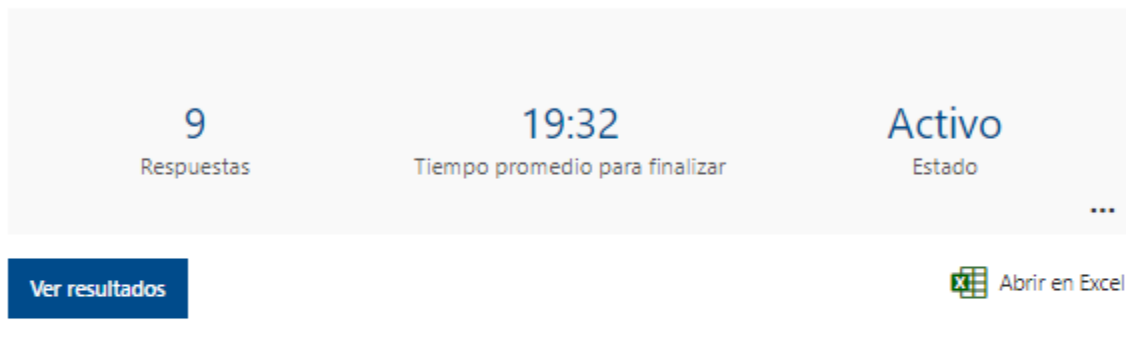 9 19:32 Activo
Respuestas Tiempo promedio para finalizar Estado
...
Ver resultados Abrir en Excel